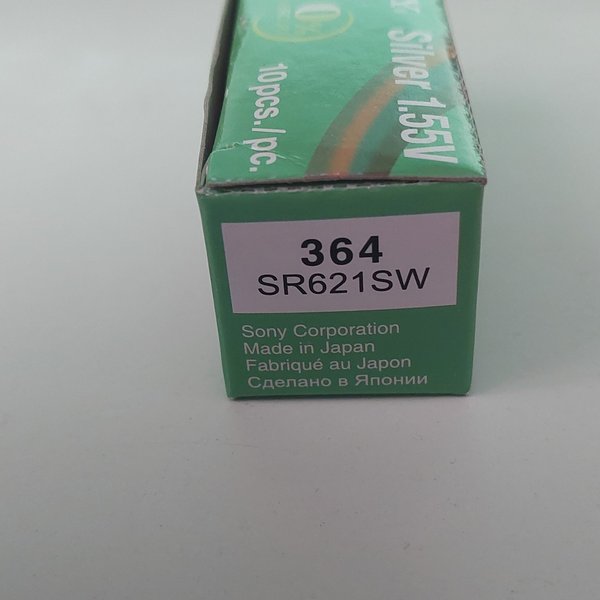 Silver 1.55V
10pcs./pc.
364
SR621SW
Sony Corporation
Made in Japan
Fabriqué au Japon
Сделано в Японии